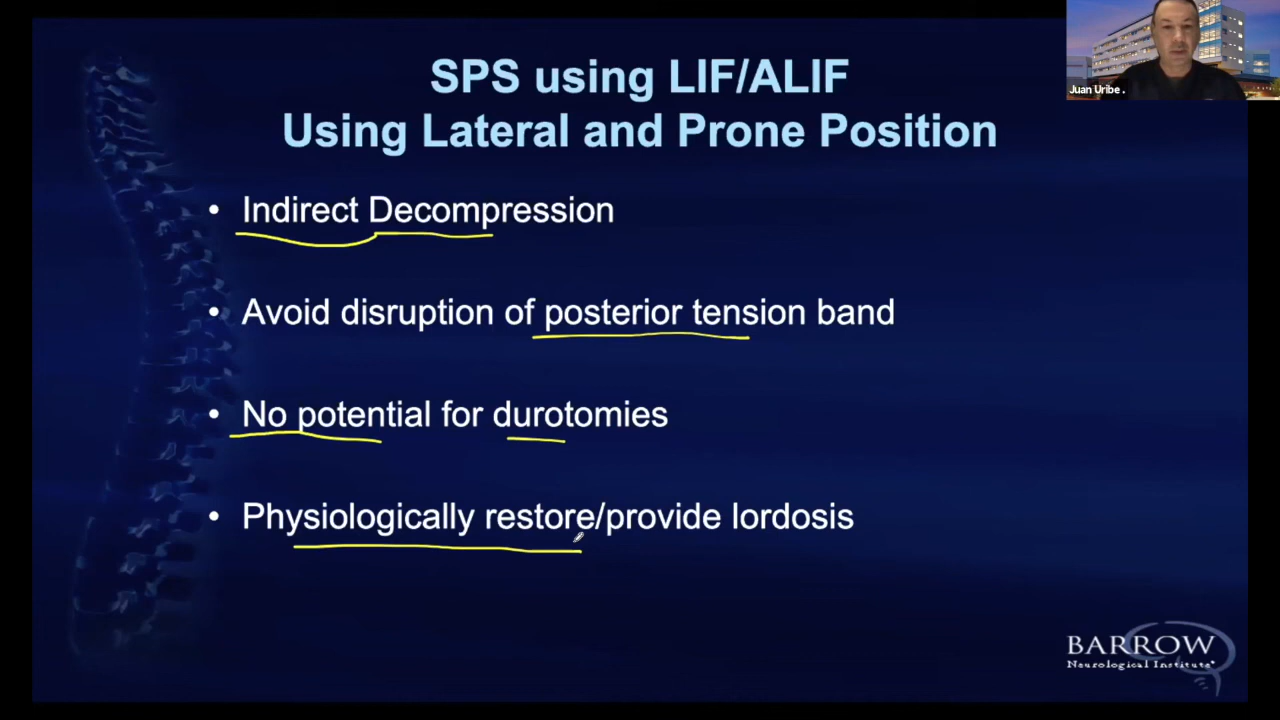 SPS using LIF/ALIF
Using Lateral and Prone Position
Juan Uribe .
• Indirect Decompression
• Avoid disruption of posterior tension band
• No potential for durotomies
• Physiologically restore/provide lordosis
BARROW
Neurological Institute®